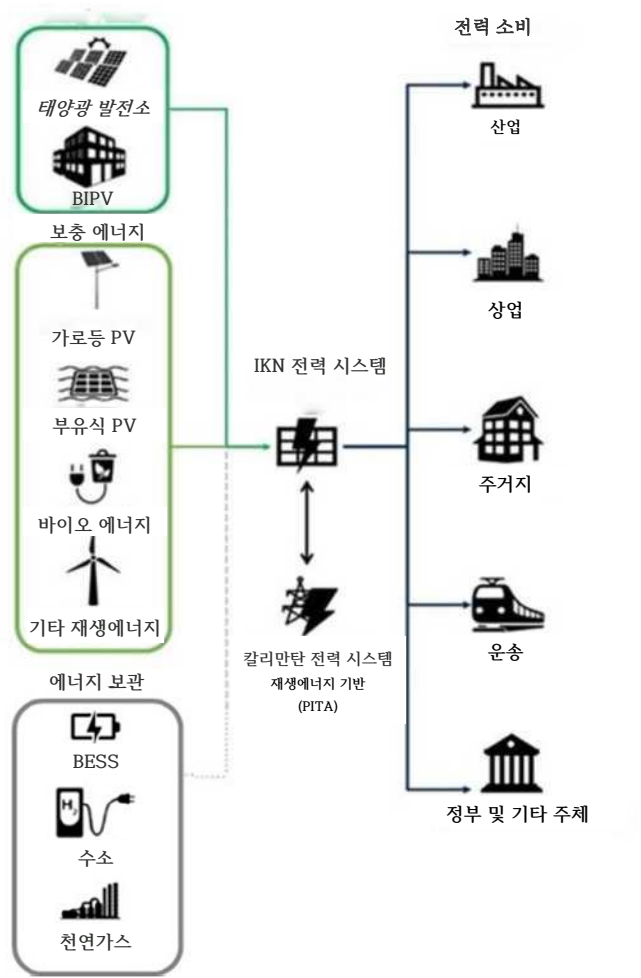 태양광 발전소
BIPV
보충 에너지
가로등 PV
부유식 PV
바이오 에너지
기타 재생에너지
에너지 보관
BESS
H₂
수소
천연가스
IKN 전력 시스템
칼리만탄 전력 시스템
재생에너지 기반
(PITA)
전력 소비
산업
상업
주거지
운송
정부 및 기타 주체